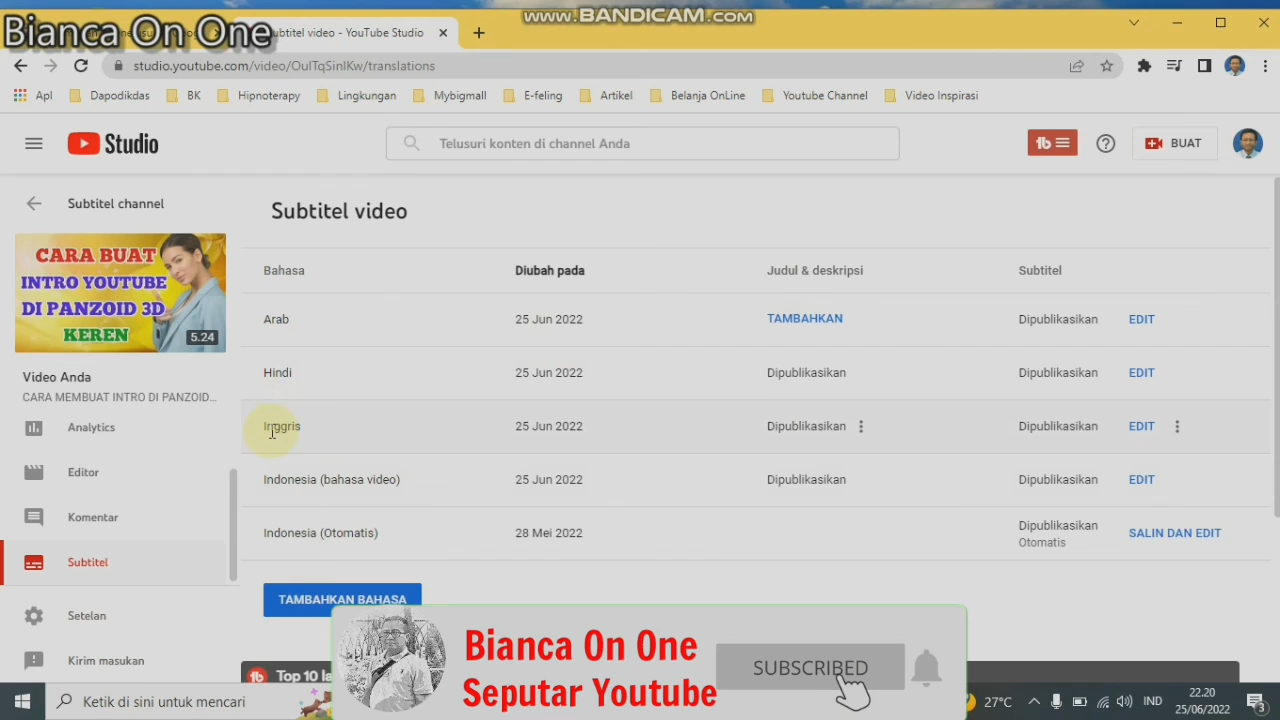 www.BANDICAM.com
Bianca On One
Subtitel video - YouTube Studio
studio.youtube.com/video/OulTqSinIKw/translations
Apl
Dapodikdas
BK
Hipnoterapy
Lingkungan
Mybigmall
E-feling
Artikel
Belanja OnLine
Youtube Channel
Video Inspirasi
Studio
Telusuri konten di channel Anda
BUAT
Subtitel channel
CARA BUAT
INTRO YOUTUBE
DI PANZOID 3D
KEREN
5.24
Video Anda
CARA MEMBUAT INTRO DI PANZOID...
Analytics
Editor
Komentar
Subtitel
Setelan
Kirim masukan
Subtitel video
Bahasa Diubah pada Judul & deskripsi Subtitel
Arab 25 Jun 2022 TAMBAHKAN Dipublikasikan EDIT
Hindi 25 Jun 2022 Dipublikasikan Dipublikasikan EDIT
Inggris 25 Jun 2022 Dipublikasikan Dipublikasikan EDIT
Indonesia (bahasa video) 25 Jun 2022 Dipublikasikan Dipublikasikan EDIT
Indonesia (Otomatis) 28 Mei 2022 Dipublikasikan SALIN DAN EDIT
Otomatis
TAMBAHKAN BAHASA
Top 10
Bianca On One
Seputar Youtube
SUBSCRIBED
Ketik di sini untuk mencari
27°C
IND
22.20
25/06/2022
3